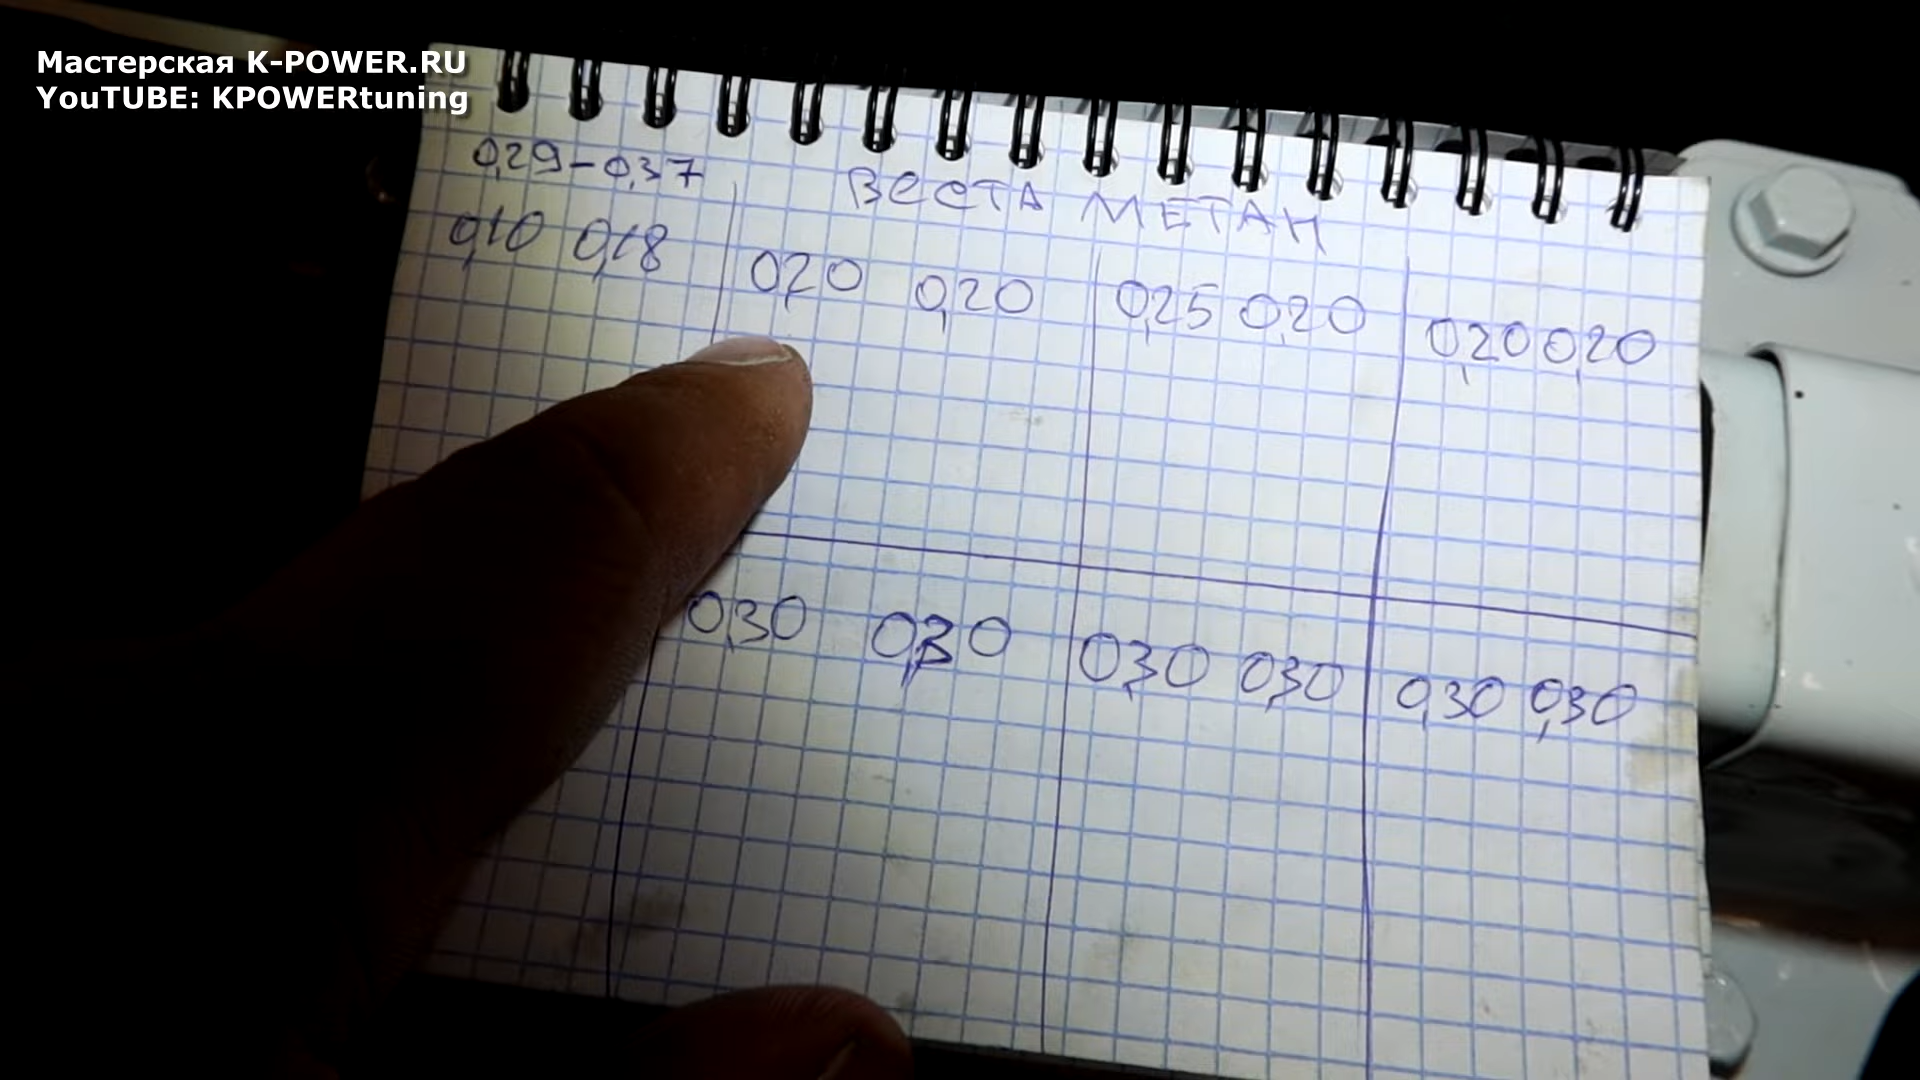 Мастерская K-POWER.RU
YouTUBE: KPOWERtuning
0,29-0,37
ВЕСТА МЕТАН
0,10 0,18 0,20 0,20 0,25 0,20 0,20 0,20
0,30 0,30 0,30 0,30 0,30 0,30